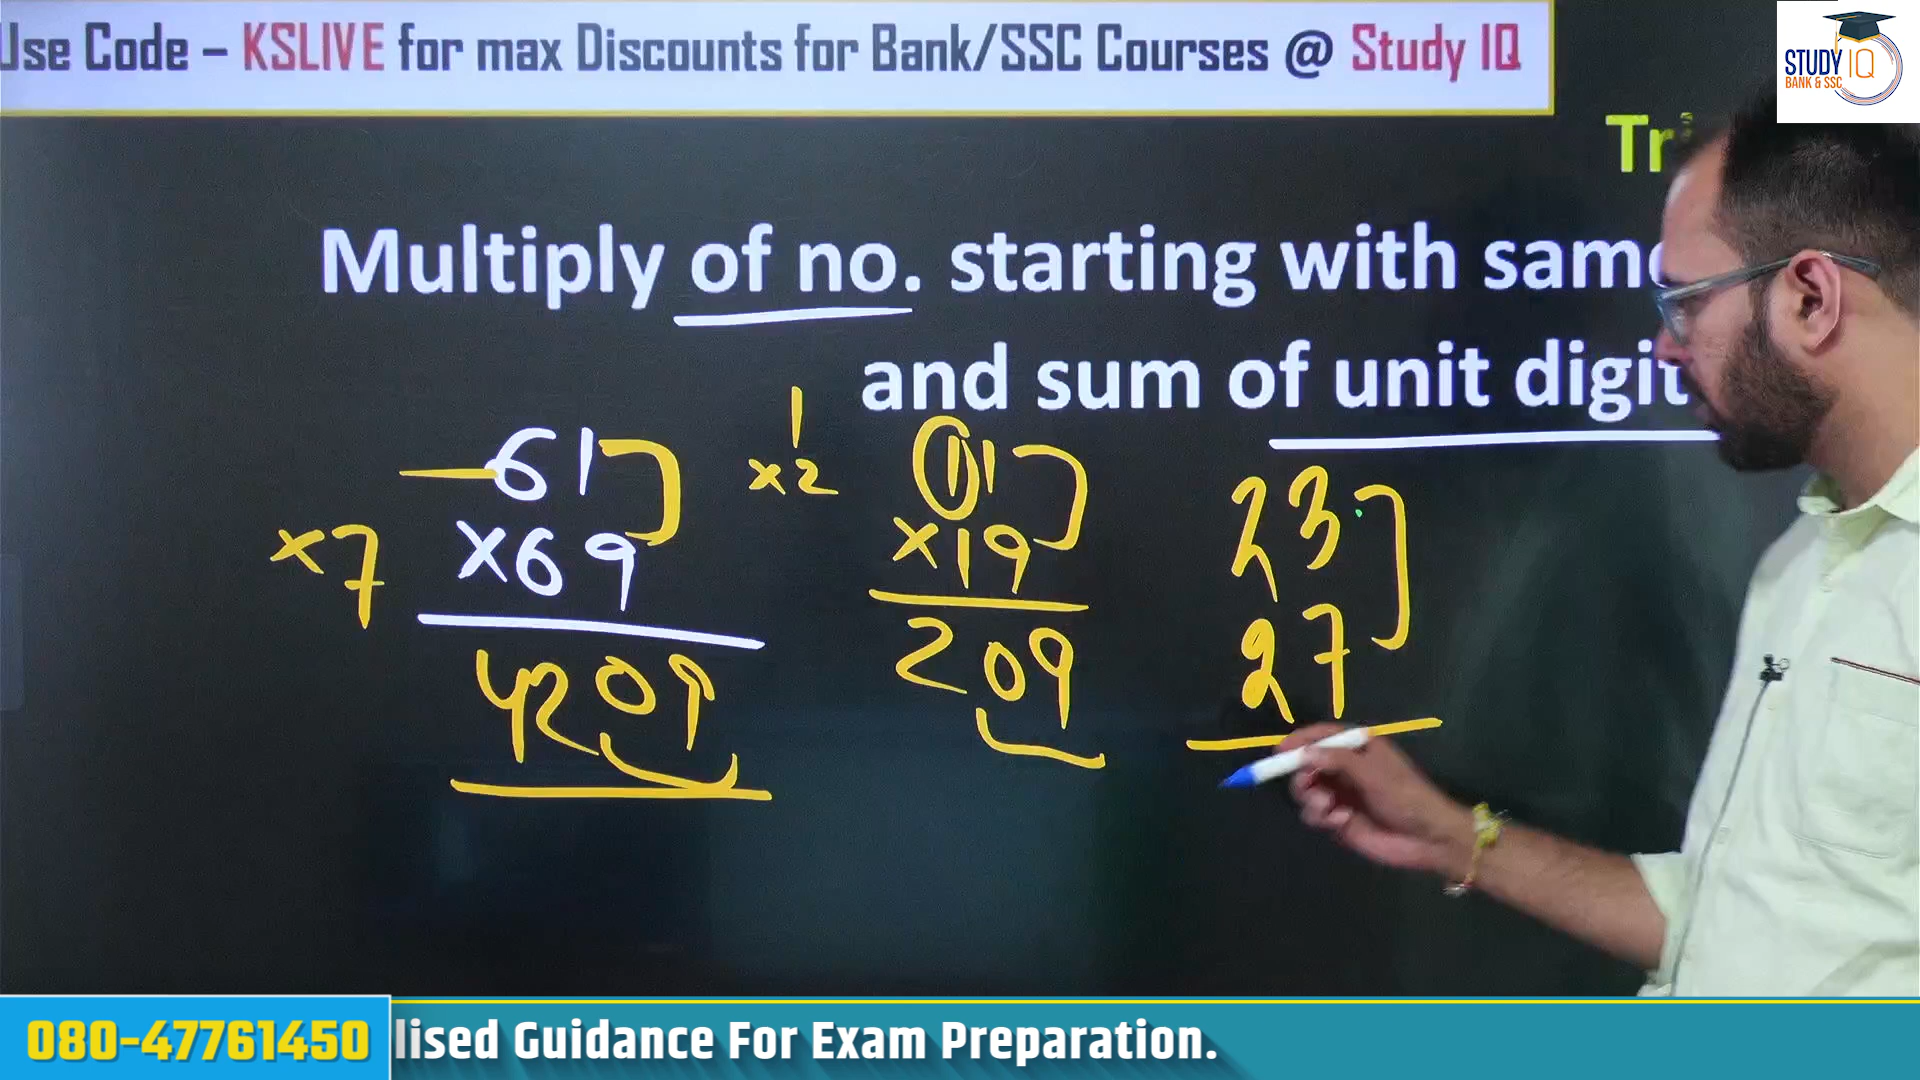 Use Code – KSLIVE for max Discounts for Bank/SSC Courses @ Study IQ
STUDY IQ
BANK & SSC
Multiply of no. starting with same
and sum of unit digit
61
×69
×7
4209
1
×2
11
×19
209
23
27
080-47761450
lised Guidance For Exam Preparation.